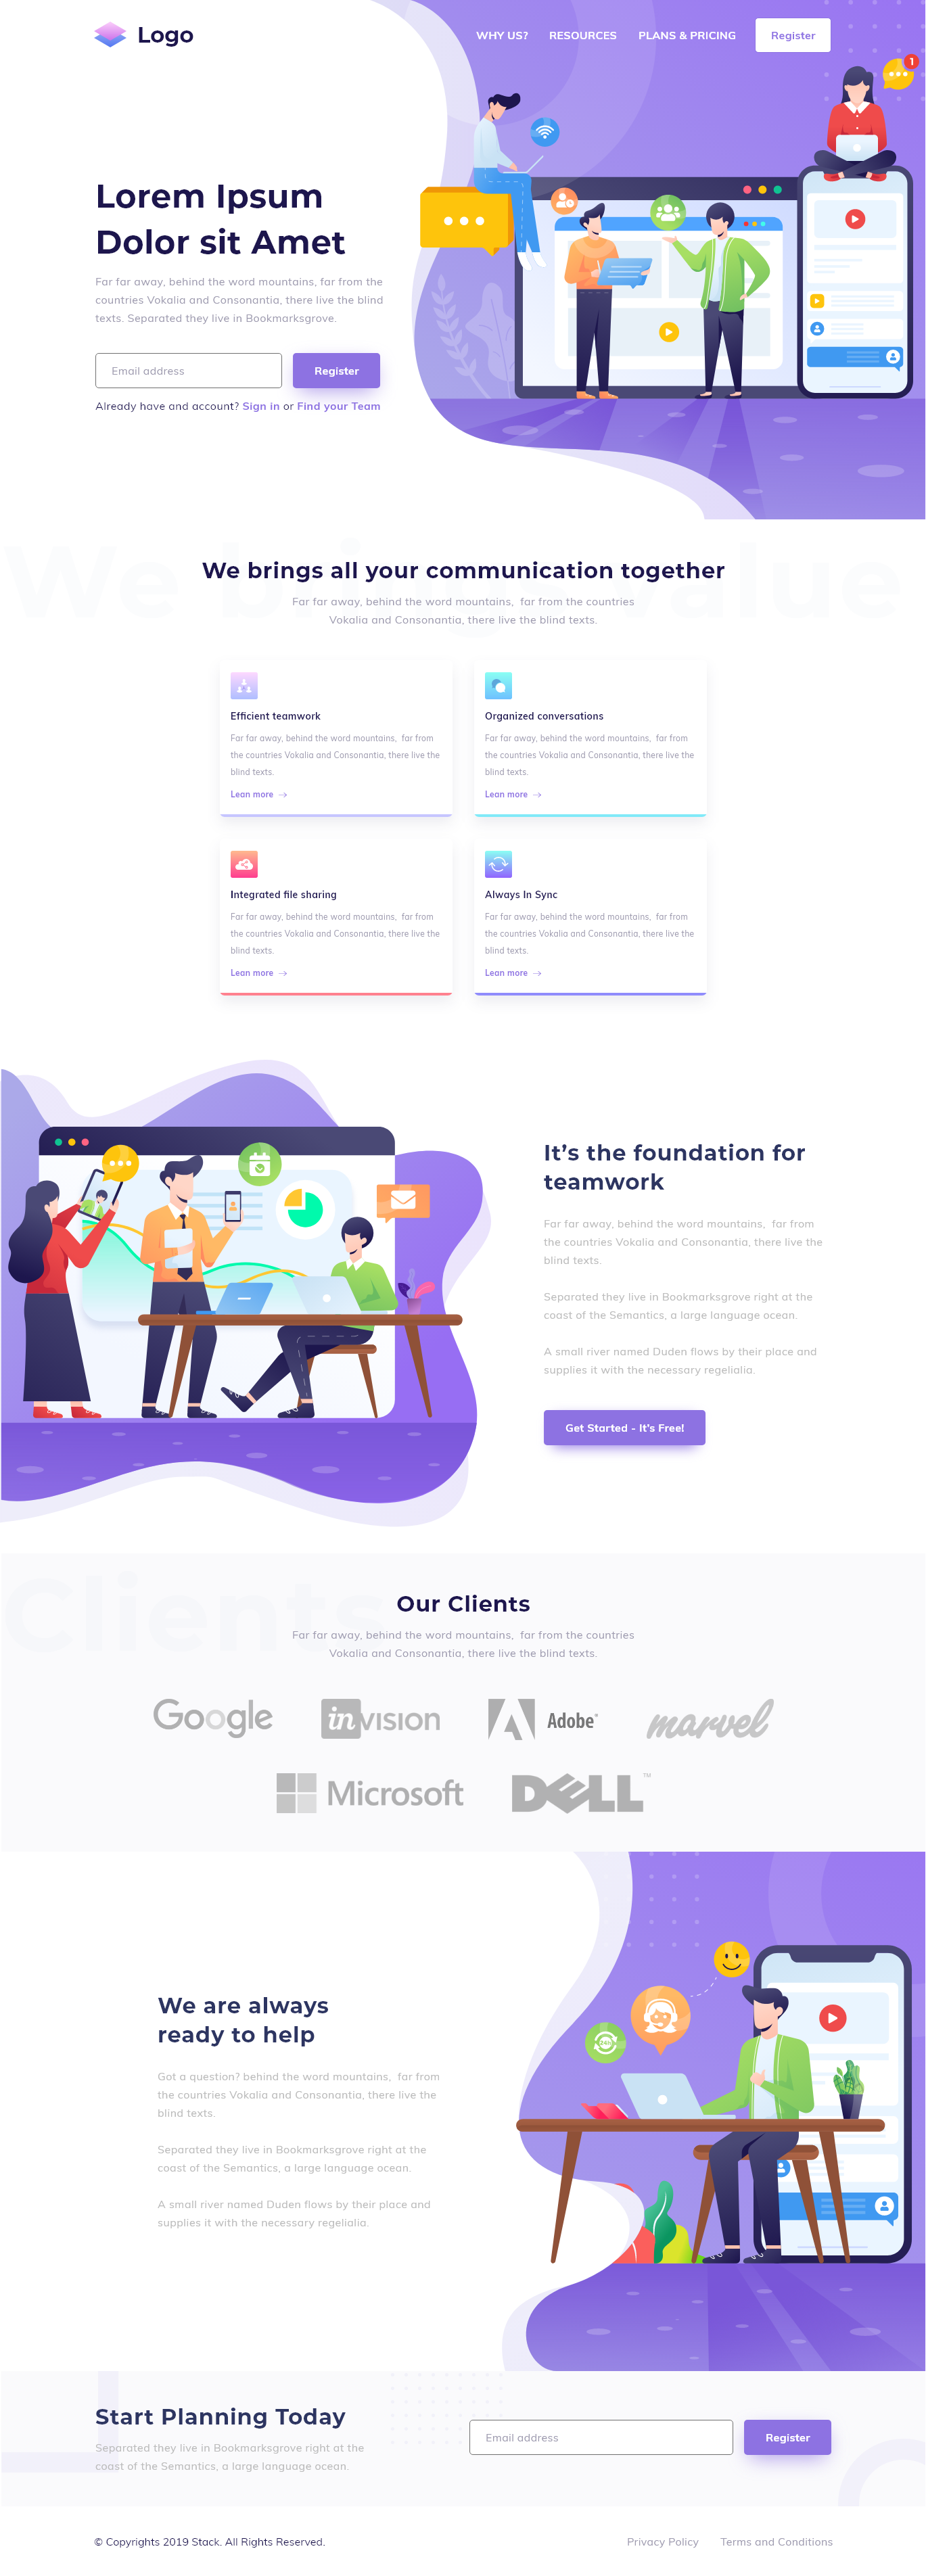 Logo
WHY US?
RESOURCES
PLANS & PRICING
Register
1
Lorem Ipsum
Dolor sit Amet
Far far away, behind the word mountains, far from the
countries Vokalia and Consonantia, there live the blind
texts. Separated they live in Bookmarksgrove.
Email address
Register
Already have and account? Sign in or Find your Team
We brings all your communication together
Far far away, behind the word mountains, far from the countries
Vokalia and Consonantia, there live the blind texts.
Efficient teamwork
Far far away, behind the word mountains, far from
the countries Vokalia and Consonantia, there live the
blind texts.
Lean more
Organized conversations
Far far away, behind the word mountains, far from
the countries Vokalia and Consonantia, there live the
blind texts.
Lean more
Integrated file sharing
Far far away, behind the word mountains, far from
the countries Vokalia and Consonantia, there live the
blind texts.
Lean more
Always In Sync
Far far away, behind the word mountains, far from
the countries Vokalia and Consonantia, there live the
blind texts.
Lean more
It's the foundation for
teamwork
Far far away, behind the word mountains, far from
the countries Vokalia and Consonantia, there live the
blind texts.
Separated they live in Bookmarksgrove right at the
coast of the Semantics, a large language ocean.
A small river named Duden flows by their place and
supplies it with the necessary regelialia.
Get Started - It's Free!
Clients
Our Clients
Far far away, behind the word mountains, far from the countries
Vokalia and Consonantia, there live the blind texts.
Google
invision
Adobe
marvel
Microsoft
DELL™
We are always
ready to help
Got a question? behind the word mountains, far from
the countries Vokalia and Consonantia, there live the
blind texts.
Separated they live in Bookmarksgrove right at the
coast of the Semantics, a large language ocean.
A small river named Duden flows by their place and
supplies it with the necessary regelialia.
Start Planning Today
Separated they live in Bookmarksgrove right at the
coast of the Semantics, a large language ocean.
Email address
Register
© Copyrights 2019 Stack. All Rights Reserved.
Privacy Policy
Terms and Conditions